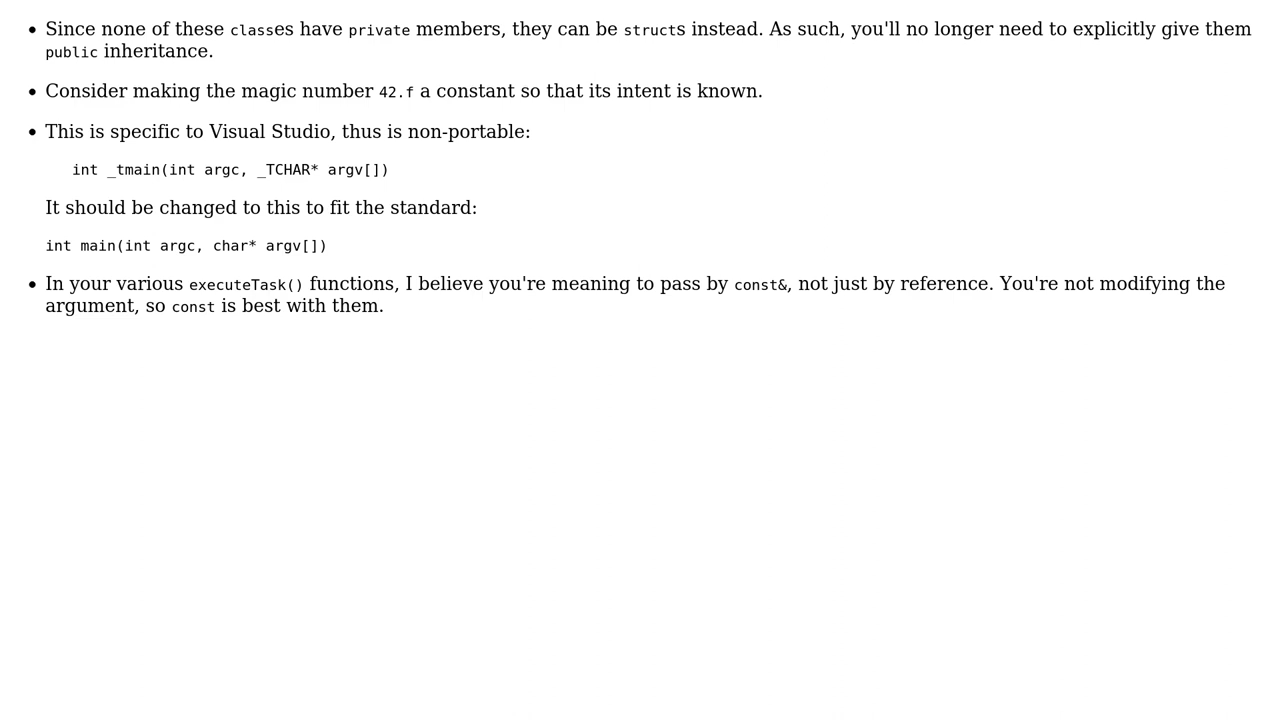 • Since none of these classes have private members, they can be structs instead. As such, you'll no longer need to explicitly give them
public inheritance.
• Consider making the magic number 42.f a constant so that its intent is known.
• This is specific to Visual Studio, thus is non-portable:
int _tmain(int argc, _TCHAR* argv[])
It should be changed to this to fit the standard:
int main(int argc, char* argv[])
• In your various executeTask() functions, I believe you're meaning to pass by const&, not just by reference. You're not modifying the
argument, so const is best with them.